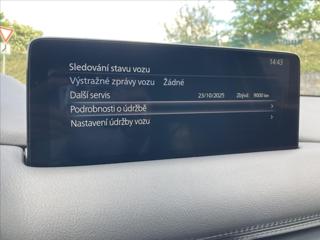 14:43
Sledování stavu vozu
Výstražné zprávy vozu Žádné
Další servis 23/10/2025 Zbývá: 9000 km
Podrobnosti o údržbě
Nastavení údržby vozu